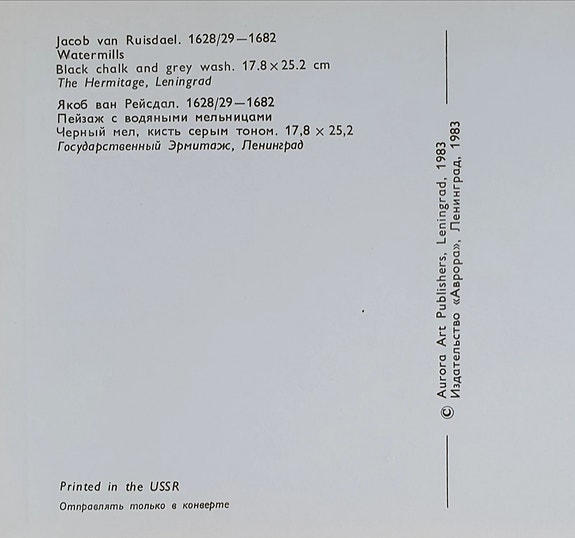 Jacob van Ruisdael. 1628/29—1682
Watermills
Black chalk and grey wash. 17.8 × 25.2 cm
The Hermitage, Leningrad
Якоб ван Рейсдал. 1628/29—1682
Пейзаж с водяными мельницами
Черный мел, кисть серым тоном. 17,8 × 25,2
Государственный Эрмитаж, Ленинград
© Aurora Art Publishers, Leningrad, 1983
Издательство «Аврора», Ленинград, 1983
Printed in the USSR
Отправлять только в конверте